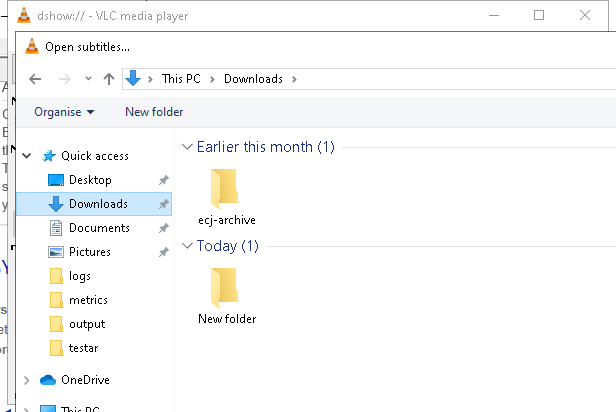 dshow:// - VLC media player
Open subtitles...
This PC > Downloads >
Organise
New folder
Quick access
Desktop
Downloads
Documents
Pictures
logs
metrics
output
testar
OneDrive
This PC
Earlier this month (1)
ecj-archive
Today (1)
New folder